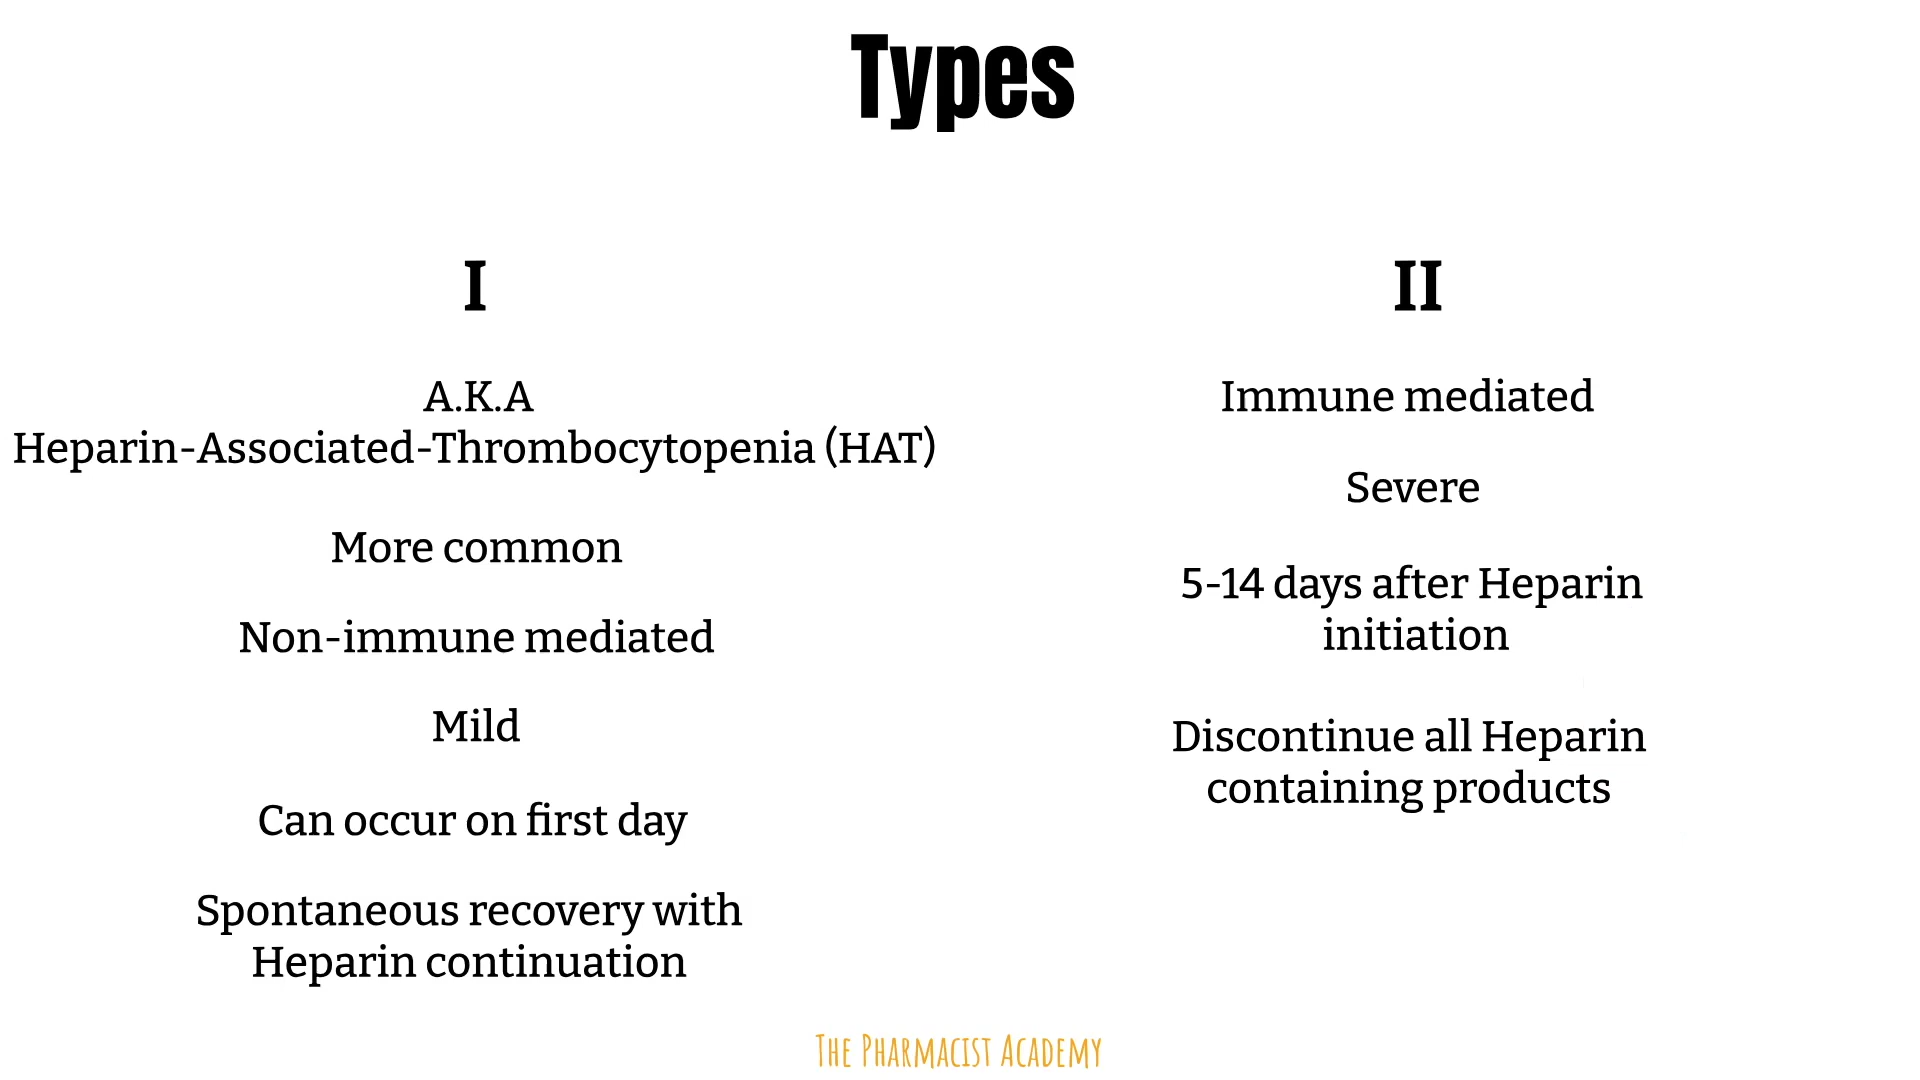 Types
I
A.K.A
Heparin-Associated-Thrombocytopenia (HAT)
More common
Non-immune mediated
Mild
Can occur on first day
Spontaneous recovery with
Heparin continuation
II
Immune mediated
Severe
5-14 days after Heparin
initiation
Discontinue all Heparin
containing products
The Pharmacist Academy